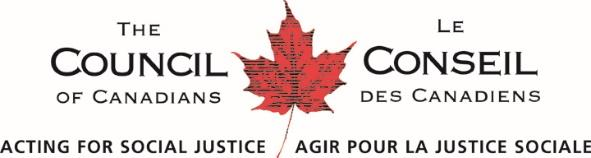 THE
COUNCIL
OF CANADIANS
LE
CONSEIL
DES CANADIENS
ACTING FOR SOCIAL JUSTICE
AGIR POUR LA JUSTICE SOCIALE